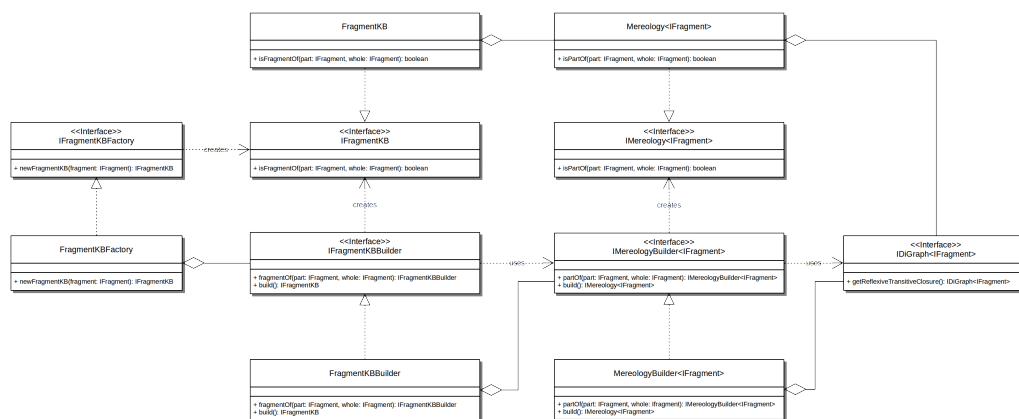 FragmentKB
+ isFragmentOf(part: IFragment, whole: IFragment): boolean
Mereology<IFragment>
+ isPartOf(part: IFragment, whole: IFragment): boolean
<<Interface>>
IFragmentKBFactory
+ newFragmentKB(fragment: IFragment): IFragmentKB
creates
<<Interface>>
IFragmentKB
+ isFragmentOf(part: IFragment, whole: IFragment): boolean
<<Interface>>
IMereology<IFragment>
+ isPartOf(part: IFragment, whole: IFragment): boolean
creates
creates
FragmentKBFactory
+ newFragmentKB(fragment: IFragment): IFragmentKB
<<Interface>>
IFragmentKBBuilder
+ fragmentOf(part: IFragment, whole: IFragment): IFragmentKBBuilder
+ build(): IFragmentKB
uses
<<Interface>>
IMereologyBuilder<IFragment>
+ partOf(part: IFragment, whole: IFragment): IMereologyBuilder<IFragment>
+ build(): IMereology<IFragment>
uses
<<Interface>>
IDiGraph<IFragment>
+ getReflexiveTransitiveClosure(): IDiGraph<IFragment>
FragmentKBBuilder
+ fragmentOf(part: IFragment, whole: IFragment): IFragmentKBBuilder
+ build(): IFragmentKB
MereologyBuilder<IFragment>
+ partOf(part: IFragment, whole: Ifragment): IMereologyBuilder<IFragment>
+ build(): IMereology<IFragment>